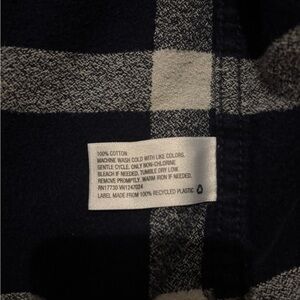 100% COTTON
MACHINE WASH COLD WITH LIKE COLORS,
GENTLE CYCLE. ONLY NON-CHLORINE
BLEACH IF NEEDED. TUMBLE DRY LOW.
REMOVE PROMPTLY. WARM IRON IF NEEDED.
RN17730 VN1247024
LABEL MADE FROM 100% RECYCLED PLASTIC